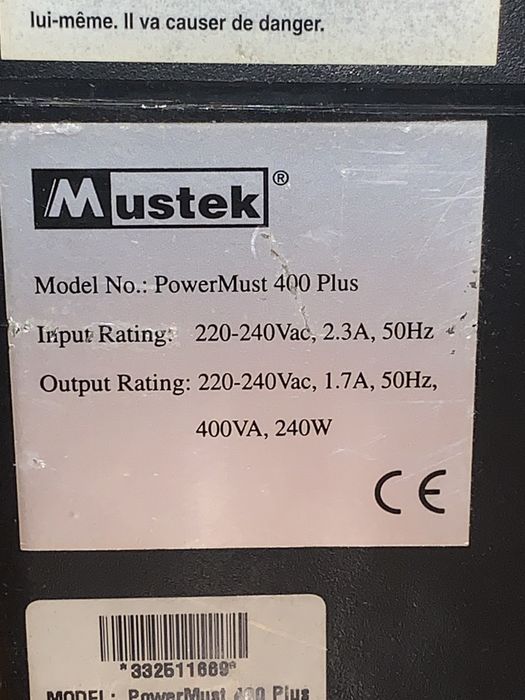 lui-même. Il va causer de danger.
Mustek®
Model No.: PowerMust 400 Plus
Input Rating: 220-240Vac, 2.3A, 50Hz
Output Rating: 220-240Vac, 1.7A, 50Hz,
400VA, 240W
CE
*332511669*
MODEL: PowerMust 400 Plus